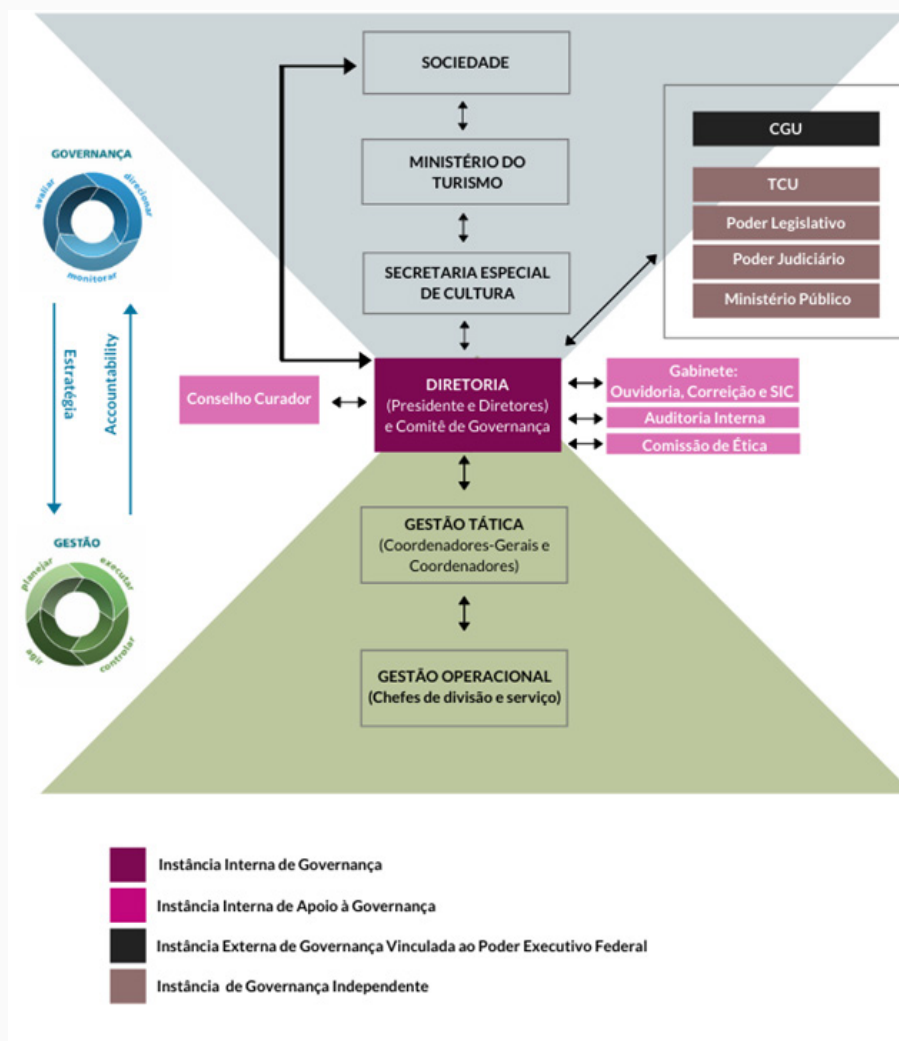 SOCIEDADE
MINISTÉRIO DO
TURISMO
SECRETARIA ESPECIAL
DE CULTURA
CGU
TCU
Poder Legislativo
Poder Judiciário
Ministério Público
GOVERNANÇA
avaliar
direcionar
monitorar
Estratégia
Accountability
GESTÃO
planejar
executar
agir
controlar
Conselho Curador
DIRETORIA
(Presidente e Diretores)
e Comitê de Governança
Gabinete:
Ouvidoria, Correição e SIC
Auditoria Interna
Comissão de Ética
GESTÃO TÁTICA
(Coordenadores-Gerais e
Coordenadores)
GESTÃO OPERACIONAL
(Chefes de divisão e serviço)
Instância Interna de Governança
Instância Interna de Apoio à Governança
Instância Externa de Governança Vinculada ao Poder Executivo Federal
Instância de Governança Independente